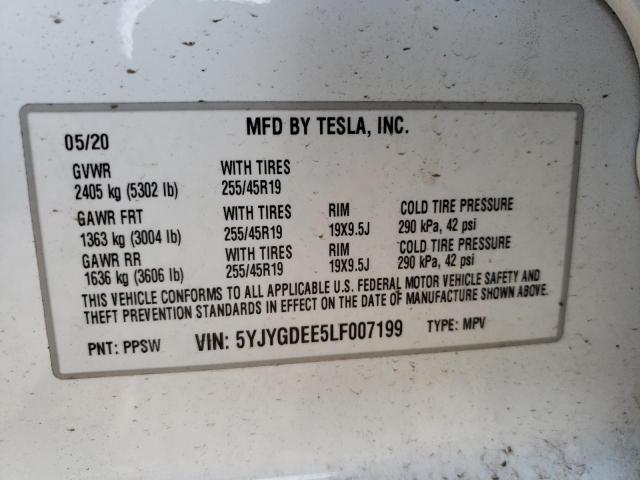 MFD BY TESLA, INC.
05/20
GVWR WITH TIRES
2405 kg (5302 lb) 255/45R19
GAWR FRT WITH TIRES RIM COLD TIRE PRESSURE
1363 kg (3004 lb) 255/45R19 19X9.5J 290 kPa, 42 psi
GAWR RR WITH TIRES RIM COLD TIRE PRESSURE
1636 kg (3606 lb) 255/45R19 19X9.5J 290 kPa, 42 psi
THIS VEHICLE CONFORMS TO ALL APPLICABLE U.S. FEDERAL MOTOR VEHICLE SAFETY AND
THEFT PREVENTION STANDARDS IN EFFECT ON THE DATE OF MANUFACTURE SHOWN ABOVE.
PNT: PPSW VIN: 5YJYGDEE5LF007199 TYPE: MPV